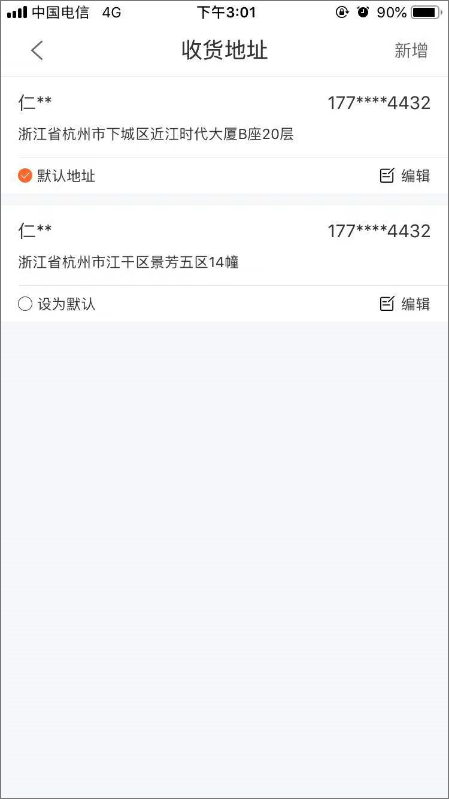 中国电信 4G 下午3:01 90%
收货地址 新增
仁** 177****4432
浙江省杭州市下城区近江时代大厦B座20层
默认地址 编辑
仁** 177****4432
浙江省杭州市江干区景芳五区14幢
设为默认 编辑